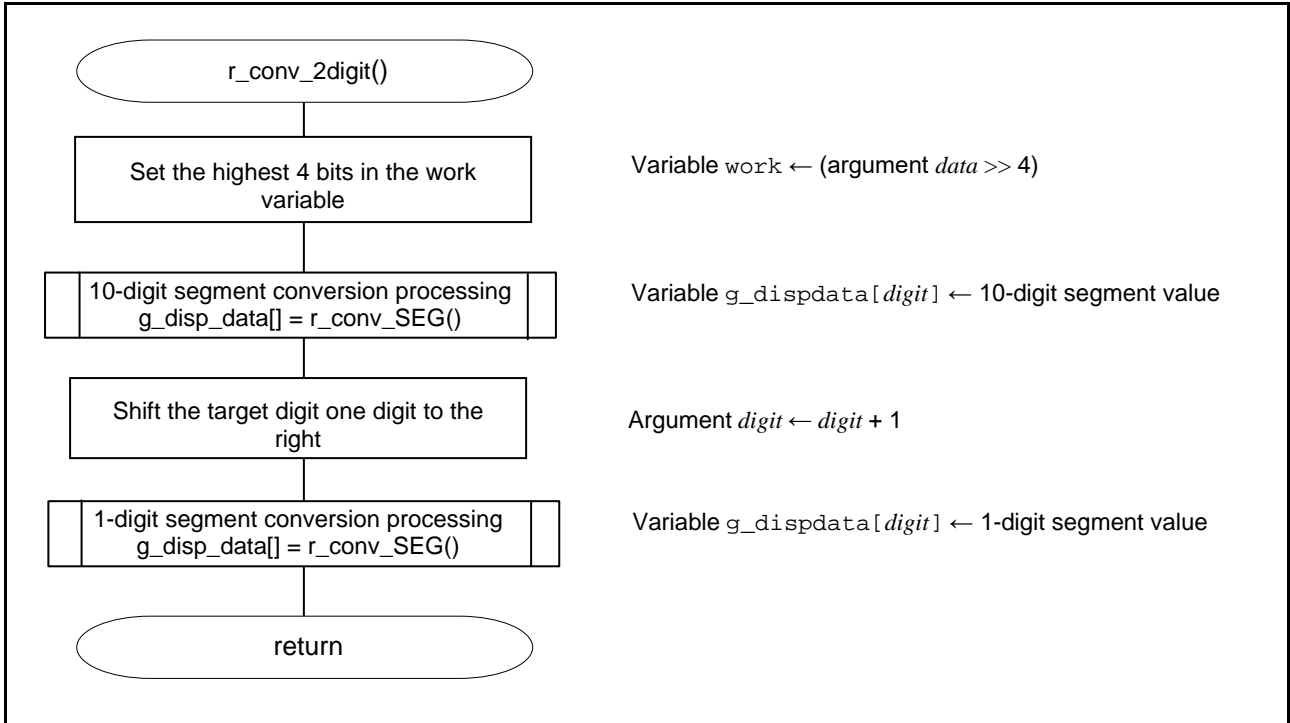 r_conv_2digit()
Set the highest 4 bits in the work
variable
Variable work ← (argument data >> 4)
10-digit segment conversion processing
g_disp_data[] = r_conv_SEG()
Variable g_dispdata[digit] ← 10-digit segment value
Shift the target digit one digit to the
right
Argument digit ← digit + 1
1-digit segment conversion processing
g_disp_data[] = r_conv_SEG()
Variable g_dispdata[digit] ← 1-digit segment value
return